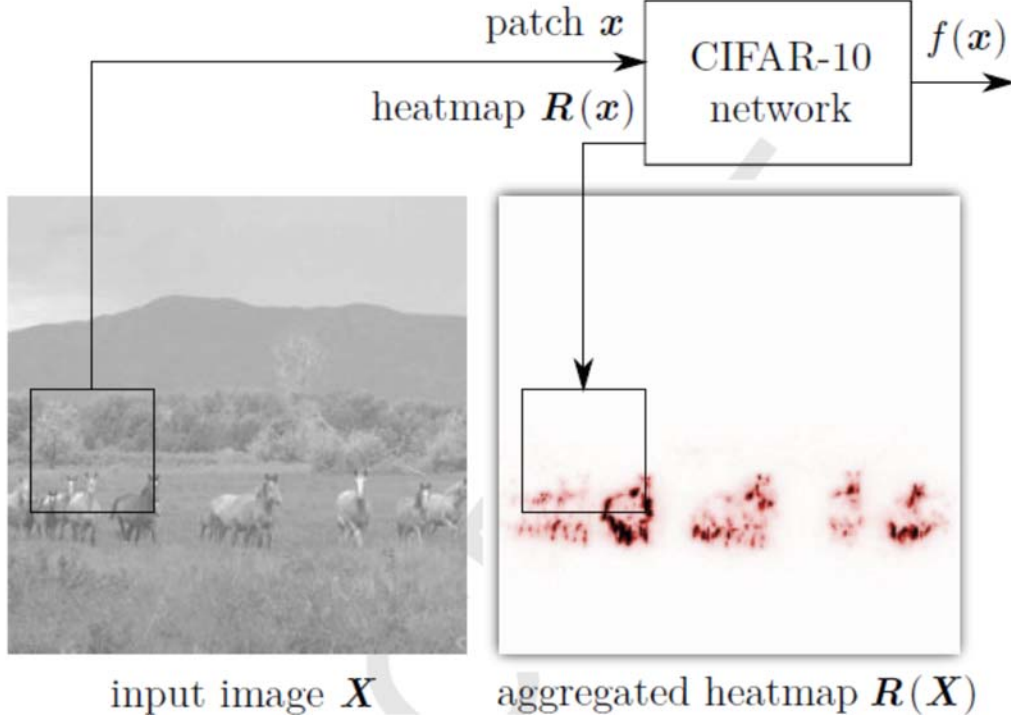 patch x
CIFAR-10
network
f(x)
heatmap R(x)
input image X
aggregated heatmap R(X)